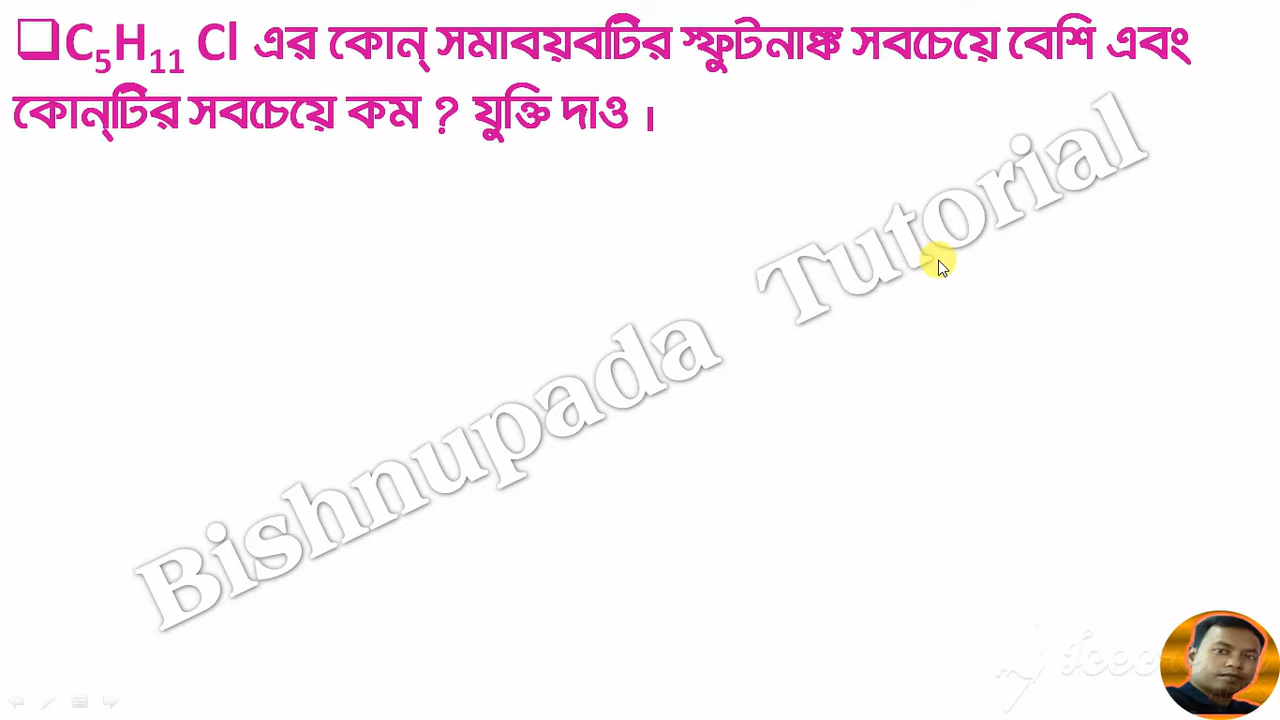 ❑C₅H₁₁ Cl এর কোন্ সমাবয়বটির স্ফুটনাঙ্ক সবচেয়ে বেশি এবং
কোন্‌টির সবচেয়ে কম ? যুক্তি দাও ।
Bishnupada Tutorial